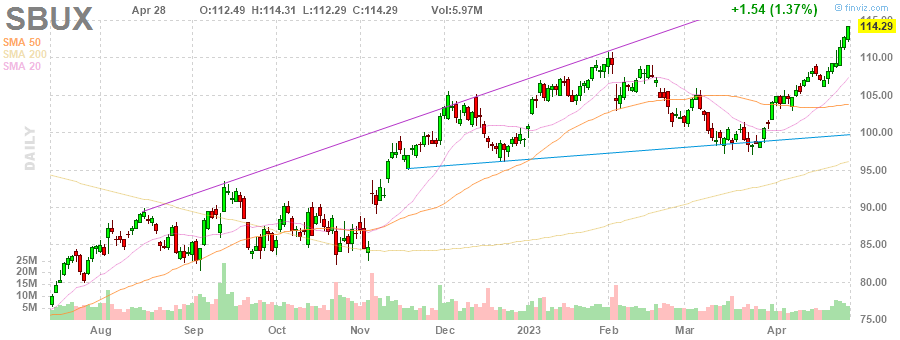 SBUX Apr 28 O:112.49 H:114.31 L:112.29 C:114.29 Vol:5.97M +1.54 (1.37%) © finviz.com
SMA 50
SMA 200
SMA 20
DAILY
115.00
114.29
110.00
105.00
100.00
95.00
90.00
85.00
80.00
75.00
25M
20M
15M
10M
5M
Aug Sep Oct Nov Dec 2023 Feb Mar Apr